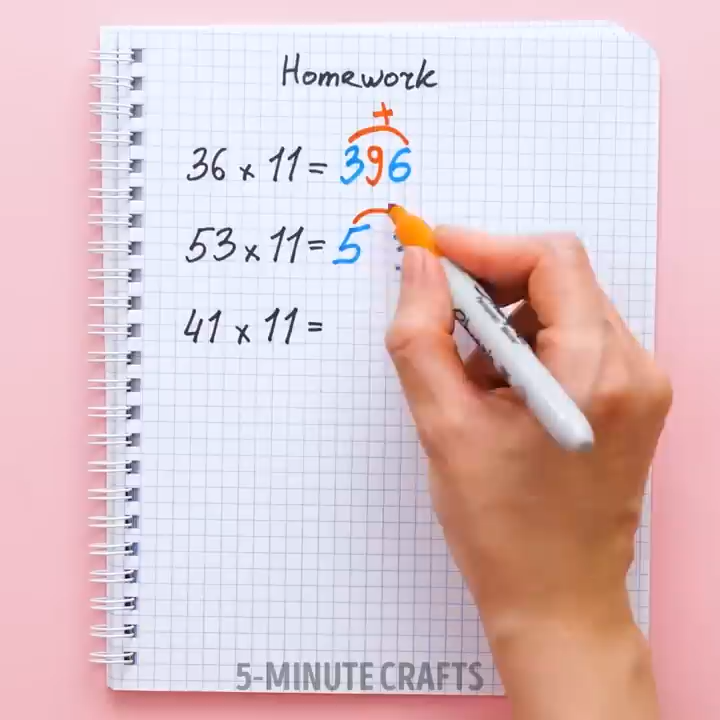 Homework
+
36 × 11 = 396
53 × 11 = 5
41 × 11 =
5-MINUTE CRAFTS